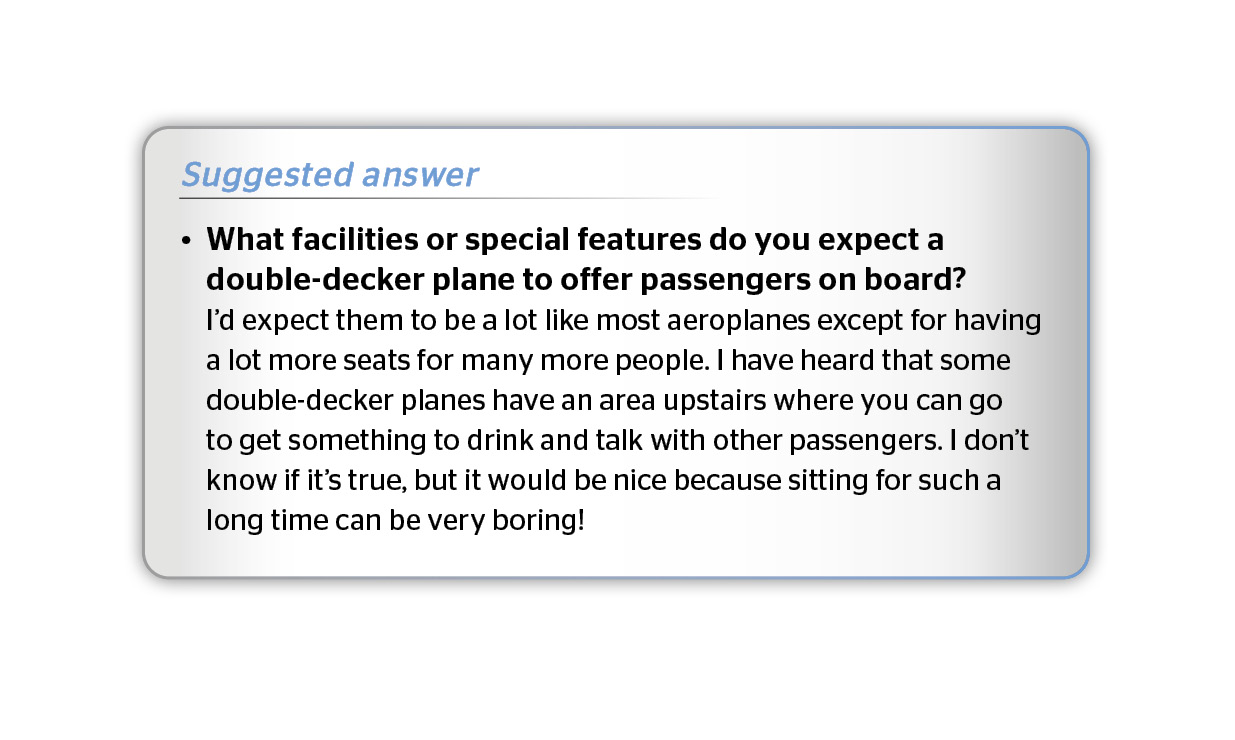 Suggested answer
• What facilities or special features do you expect a
double-decker plane to offer passengers on board?
I’d expect them to be a lot like most aeroplanes except for having
a lot more seats for many more people. I have heard that some
double-decker planes have an area upstairs where you can go
to get something to drink and talk with other passengers. I don’t
know if it’s true, but it would be nice because sitting for such a
long time can be very boring!